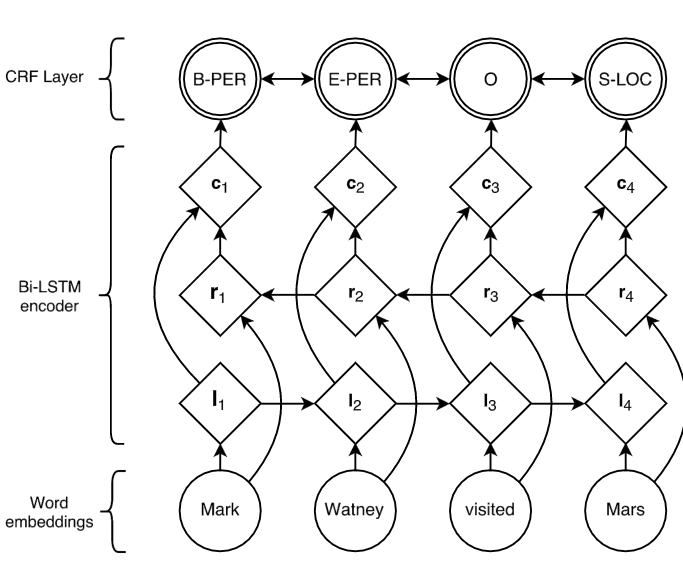 CRF Layer
B-PER E-PER O S-LOC
c1 c2 c3 c4
Bi-LSTM
encoder
r1 r2 r3 r4
l1 l2 l3 l4
Word
embeddings
Mark Watney visited Mars